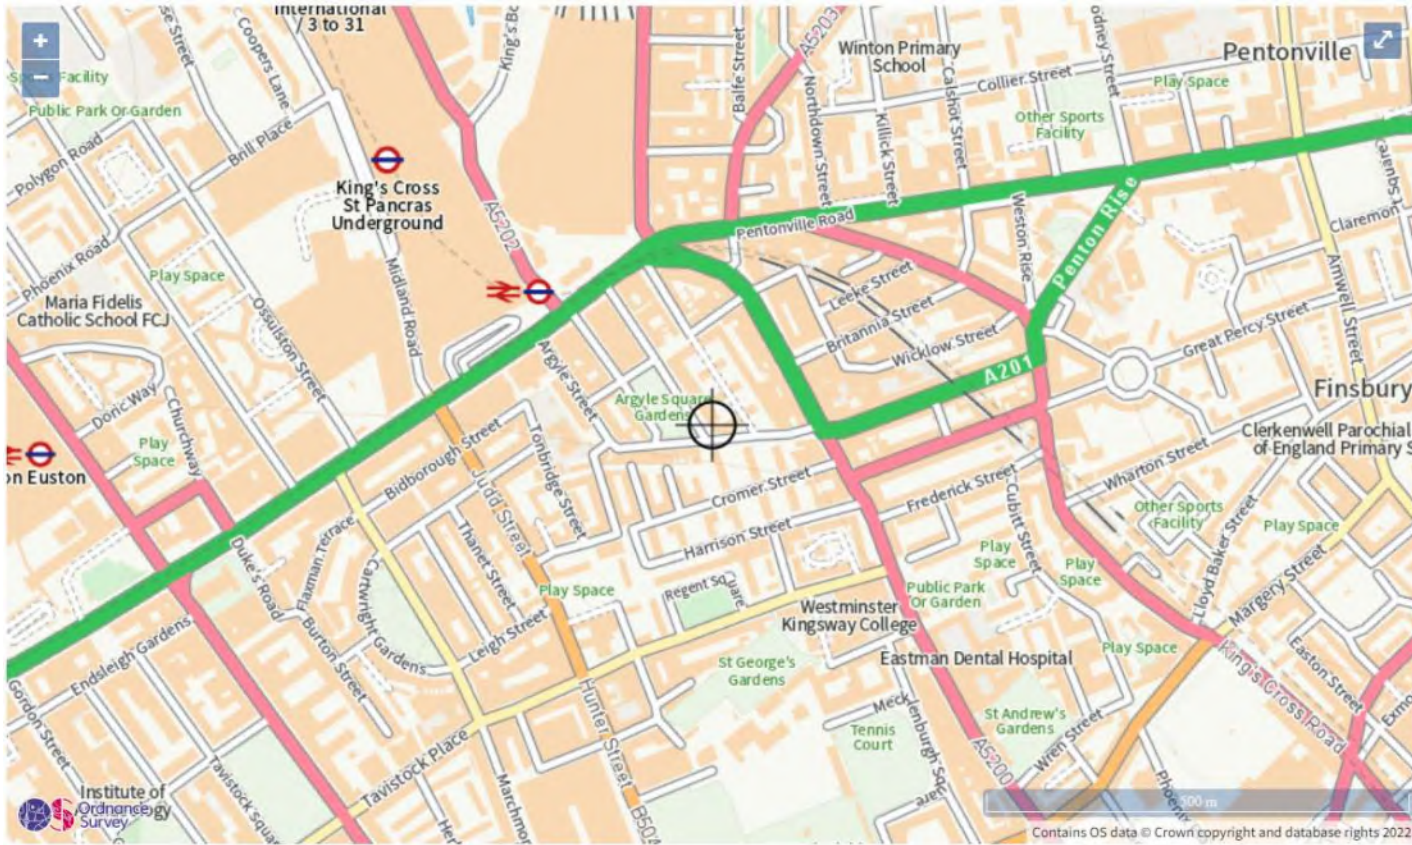 International
/ 3 to 31
+
−
Facility
Public Park Or Garden
Coopers Lane
Brill Place
Polygon Road
Phoenix Road
Play Space
Maria Fidelis
Catholic School FCJ
Ossulston Street
Midland Road
King's Cross
St Pancras
Underground
A5202
Balfe Street
A5203
Northdown Street
Winton Primary
School
Killick Street
Calshot Street
Collier Street
Other Sports
Facility
Play Space
Pentonville
Pentonville Road
Weston Rise
Penton Rise
Claremon
Amwell Street
Great Percy Street
Finsbury
Leeke Street
Britannia Street
Wicklow Street
A201
Argyle Street
Argyle Square
Gardens
Doric Way
Churchway
Play
Space
on Euston
Bidborough Street
Judd Street
Tonbridge Street
Cromer Street
Harrison Street
Frederick Street
Cubitt Street
Wharton Street
Clerkenwell Parochial
of England Primary S
Other Sports
Facility
Lloyd Baker Street
Play Space
Margery Street
Duke's Road
Flaxman Terrace
Burton Street
Cartwright Gardens
Thanet Street
Leigh Street
Play Space
Regent Square
Westminster
Kingsway College
Public Park
Or Garden
Play
Space
Play
Space
Play Space
Eastman Dental Hospital
St George's
Gardens
Tennis
Court
Mecklenburgh Square
St Andrew's
Gardens
Wren Street
King's Cross Road
Easton Street
Exmo
Endsleigh Gardens
Gordon Street
Tavistock Place
Tavistock Squa
Marchmon
Hunter Street
A5200
Phoeni
Institute of
Ordnance
Survey
500 m
Contains OS data © Crown copyright and database rights 2022